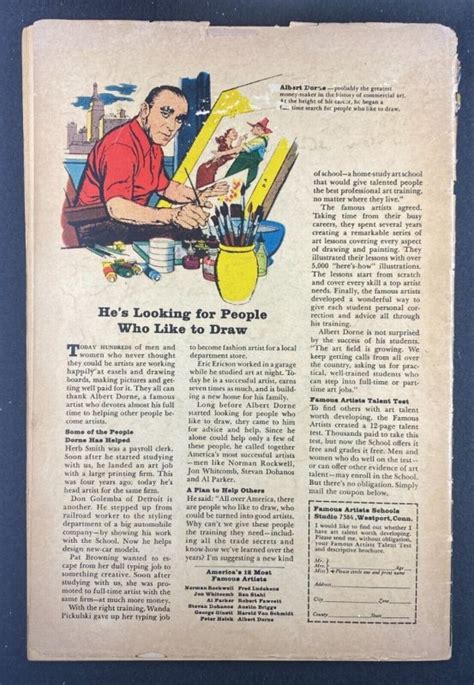 Albert Dorne—probably the greatest
money-maker in the history of commercial art.
At the height of his career, he began a
time search for people who like to draw.
He's Looking for People
Who Like to Draw
TODAY HUNDREDS of men and
women who never thought
they could be artists are working
happily at easels and drawing
boards, making pictures and get-
ting well paid for it. They all can
thank Albert Dorne, a famous
artist who devotes almost his full
time to helping other people be-
come artists.
Some of the People
Dorne Has Helped
Herb Smith was a payroll clerk.
Soon after he started studying
with us, he landed an art job
with a large printing firm. This
was four years ago; today he's
head artist for the same firm.
Don Golemba of Detroit is
another. He stepped up from
railroad worker to the styling
department of a big automobile
company—by showing his work
with the School. Now he helps
design new-car models.
Pat Browning wanted to es-
cape from her dull typing job to
something creative. Soon after
studying with us, she was pro-
moted to full-time artist with the
same firm—at much more money.
With the right training, Wanda
Pickulski gave up her typing job
to become fashion artist for a local
department store.
Eric Ericson worked in a garage
while he studied art at night. To-
day he is a successful artist, earns
seven times as much, and is build-
ing a new home for his family.
Long before Albert Dorne
started looking for people who
like to draw, they came to him
for advice and help. Since he
alone could help only a few of
these people, he called together
America's most successful artists
—men like Norman Rockwell,
Jon Whitcomb, Stevan Dohanos
and Al Parker.
A Plan to Help Others
He said: "All over America, there
are people who like to draw, who
could be turned into good artists.
Why can't we give these people
the training they need—includ-
ing all the trade secrets and
know-how we've learned over the
years? I'm suggesting a new kind
America's 12 Most
Famous Artists
Norman Rockwell Fred Ludekens
Jon Whitcomb Ben Stahl
Al Parker Robert Fawcett
Stevan Dohanos Austin Briggs
George Giusti Harold Von Schmidt
Peter Helck Albert Dorne
of school—a home-study art school
that would give talented people
the best professional art training,
no matter where they live."
The famous artists agreed.
Taking time from their busy
careers, they spent several years
creating a remarkable series of
art lessons covering every aspect
of drawing and painting. They
illustrated their lessons with over
5,000 "here's-how" illustrations.
The lessons start from scratch
and cover every skill a top artist
needs. Finally, the famous artists
developed a wonderful way to
give each student personal cor-
rection and advice all through
his training.
Albert Dorne is not surprised
by the success of his students.
"The art field is growing. We
keep getting calls from all over
the country, asking us for prac-
tical, well-trained students who
can step into full-time or part-
time art jobs."
Famous Artists Talent Test
To find others with art talent
worth developing, the Famous
Artists created a 12-page talent
test. Thousands paid to take this
test, but now the School offers it
free and grades it free. Men and
women who do well on the test—
or can offer other evidence of art
talent—may enroll in the School.
But there's no obligation. Simply
mail the coupon below.
Famous Artists Schools
Studio 7384, Westport, Conn.
I would like to find out whether I
have art talent worth developing.
Please send me, without obligation,
your Famous Artists Talent Test
and descriptive brochure.
Mr.
Mrs. Age
Miss (Please circle one and print name)
Address
City Zone
County State